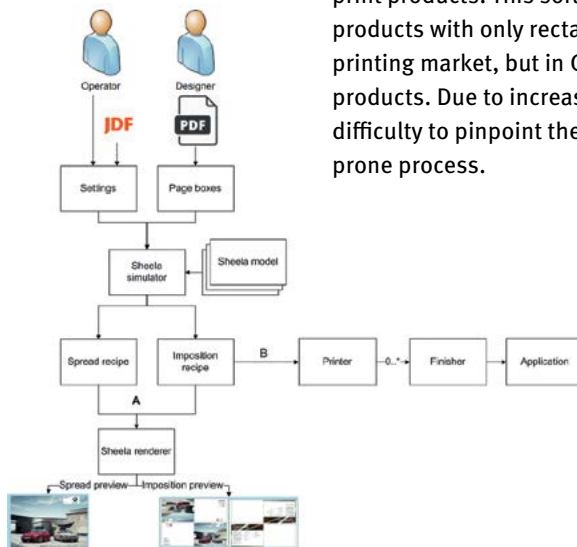 print products. This soft
products with only recta
printing market, but in C
products. Due to increas
difficulty to pinpoint the
prone process.
Operator
Designer
JDF
PDF
Settings
Page boxes
Sheela simulator
Sheela model
Spread recipe
Imposition recipe
B
Printer
0..*
Finisher
Application
A
Sheela renderer
Spread preview
Imposition preview